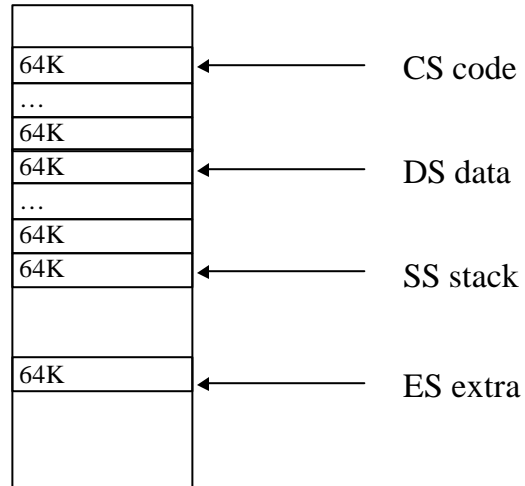 64K CS code
…
64K
64K DS data
…
64K
64K SS stack
64K ES extra